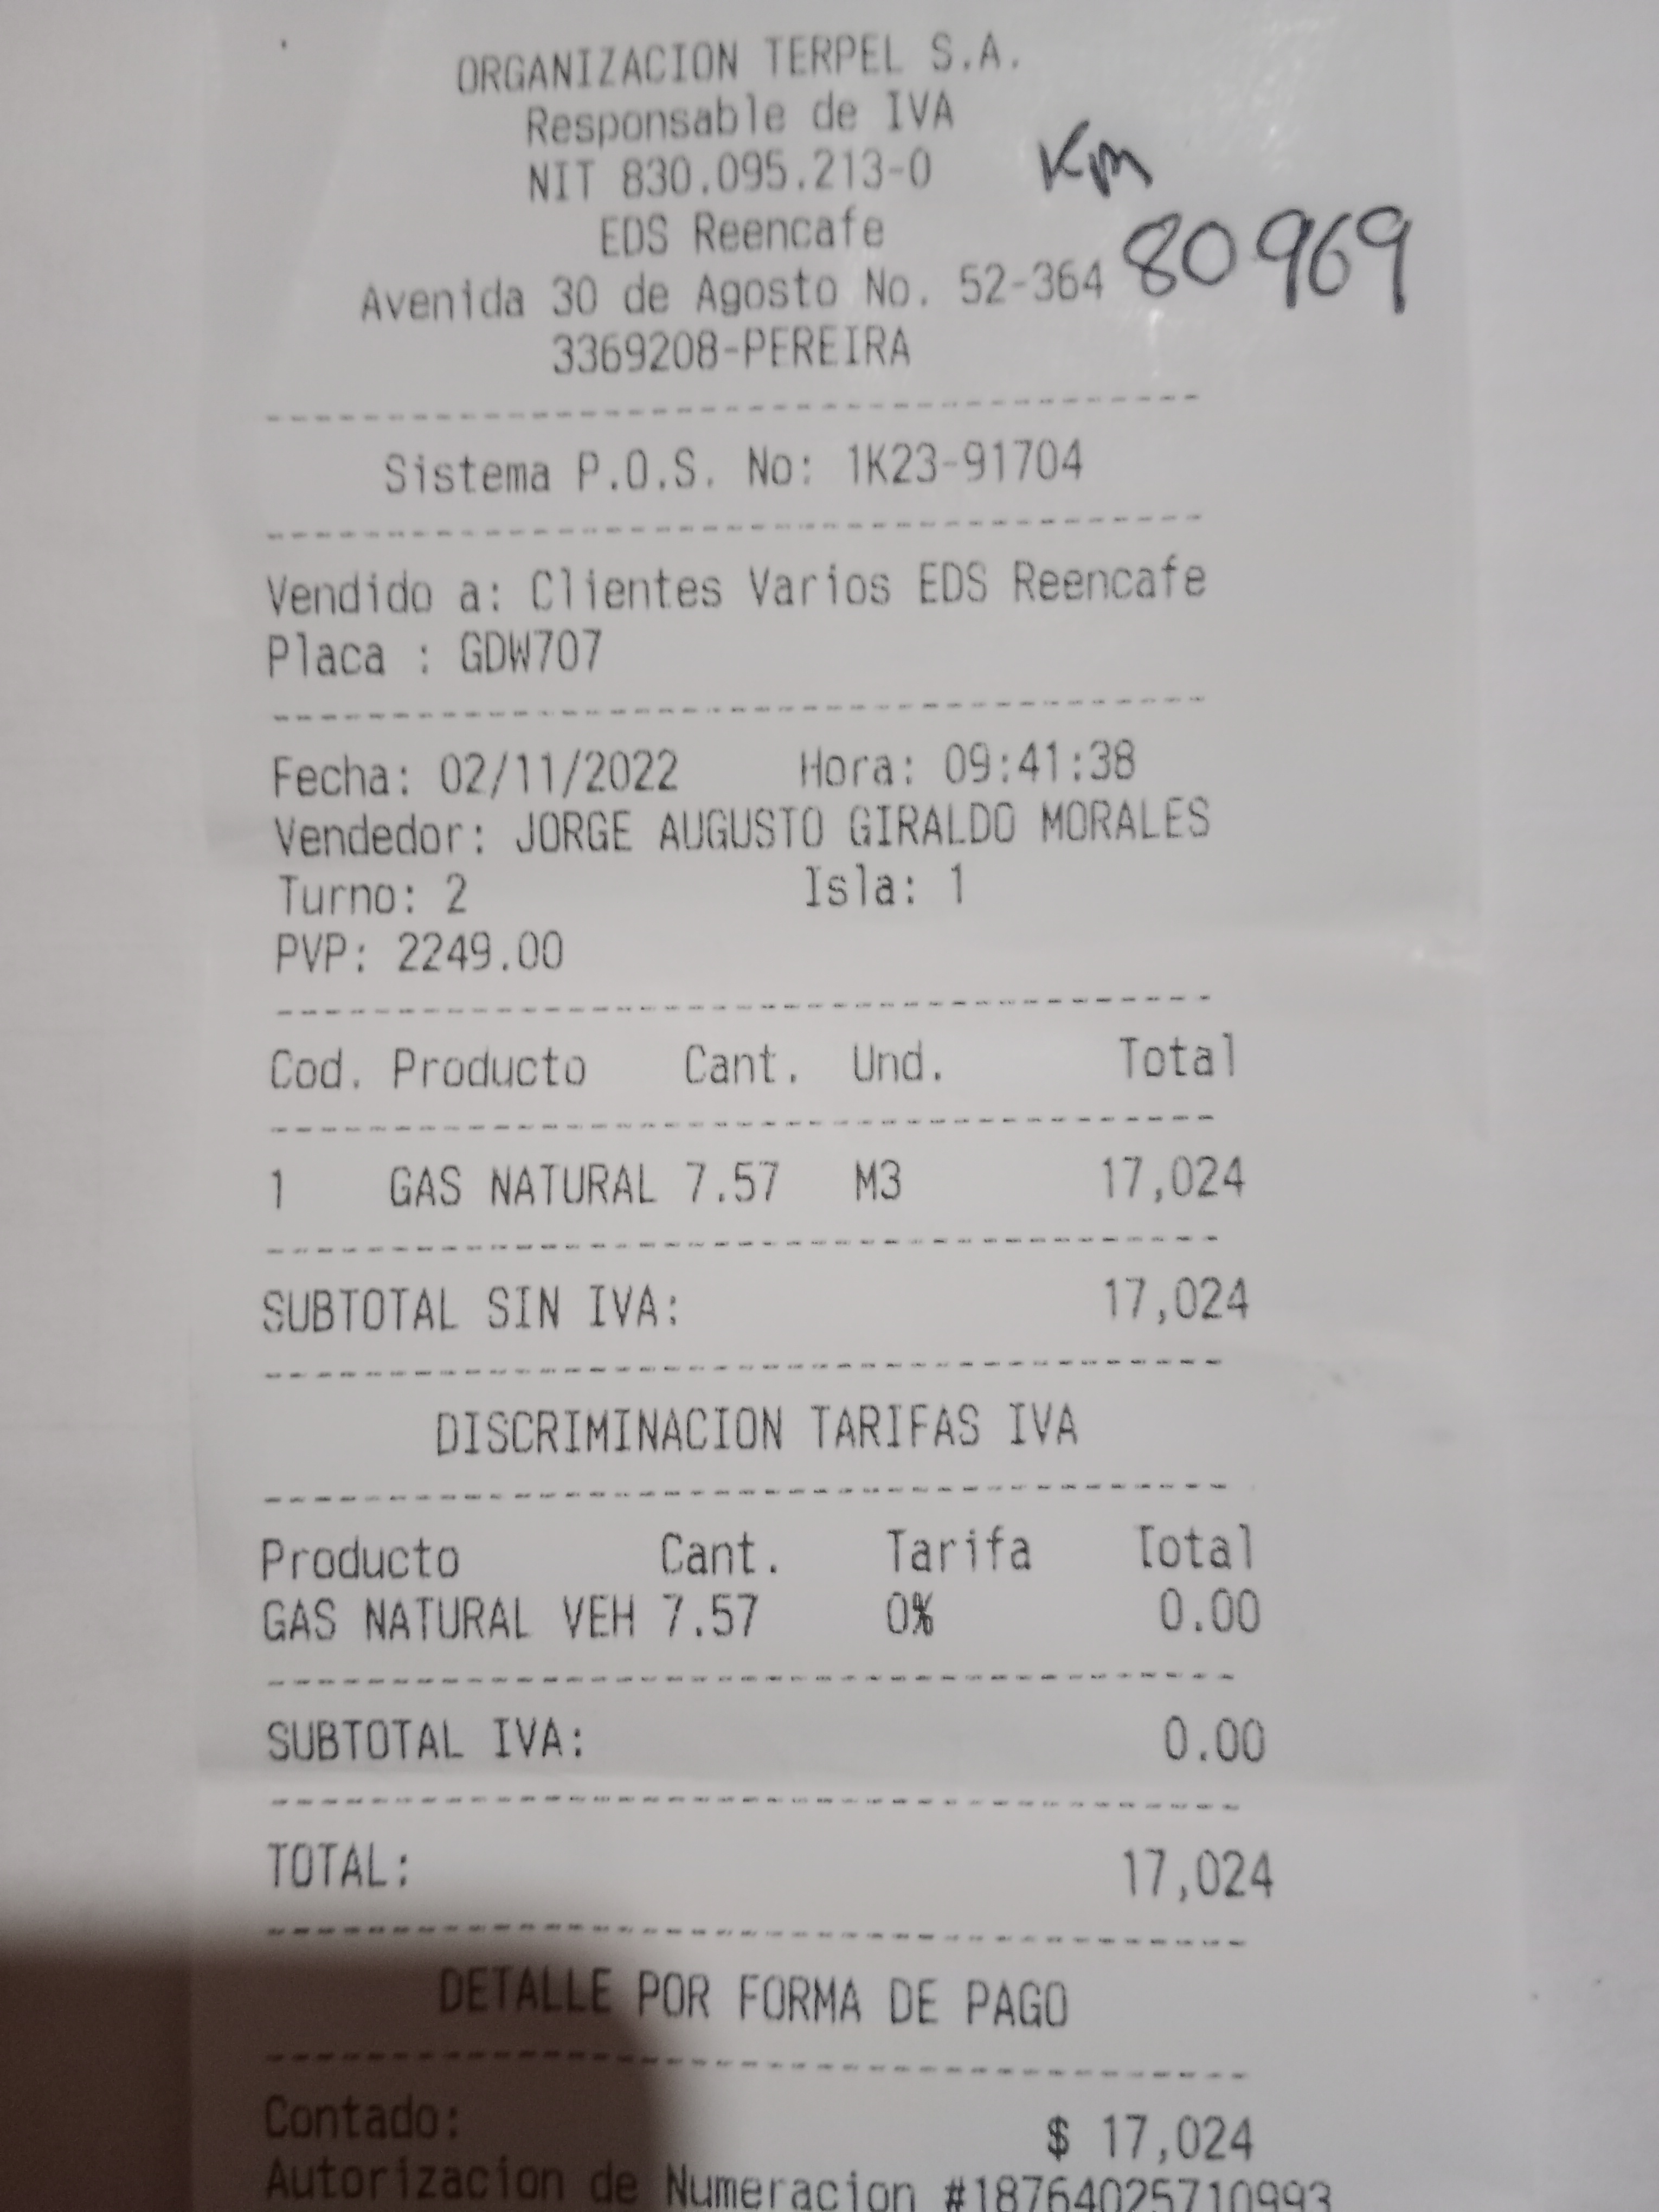 ORGANIZACION TERPEL S.A.
Responsable de IVA
NIT 830.095.213-0
Km
EDS Reencafe
80969
Avenida 30 de Agosto No. 52-364
3369208-PEREIRA
Sistema P.O.S. No: 1K23-91704
Vendido a: Clientes Varios EDS Reencafe
Placa : GDW707
Fecha: 02/11/2022 Hora: 09:41:38
Vendedor: JORGE AUGUSTO GIRALDO MORALES
Turno: 2 Isla: 1
PVP: 2249.00
Cod. Producto Cant. Und. Total
1 GAS NATURAL 7.57 M3 17,024
SUBTOTAL SIN IVA: 17,024
DISCRIMINACION TARIFAS IVA
Producto Cant. Tarifa Total
GAS NATURAL VEH 7.57 0% 0.00
SUBTOTAL IVA: 0.00
TOTAL: 17,024
DETALLE POR FORMA DE PAGO
Contado: $ 17,024
Autorizacion de Numeracion #18764025710993